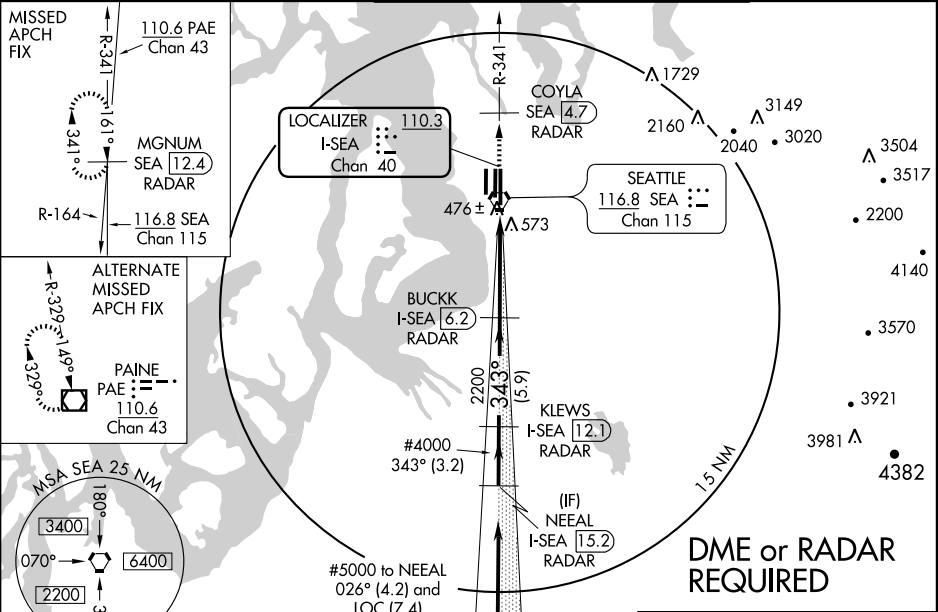 MISSED
APCH
FIX
110.6 PAE
Chan 43
R-341
161°
341°
MGNUM
SEA 12.4
RADAR
R-164
116.8 SEA
Chan 115
ALTERNATE
MISSED
APCH FIX
R-329
149°
329°
PAINE
PAE
110.6
Chan 43
MSA SEA 25 NM
180°
3400
070°
6400
2200
3
LOCALIZER 110.3
I-SEA
Chan 40
R-341
COYLA
SEA 4.7
RADAR
SEATTLE
116.8 SEA
Chan 115
476 ±
573
BUCKK
I-SEA 6.2
RADAR
2200
343°
(5.9)
KLEWS
I-SEA 12.1
RADAR
#4000
343° (3.2)
(IF)
NEEAL
I-SEA 15.2
RADAR
#5000 to NEEAL
026° (4.2) and
LOC (7.4)
15 NM
1729
2160
3149
2040
3020
3504
3517
2200
4140
3570
3921
3981
4382
DME or RADAR
REQUIRED